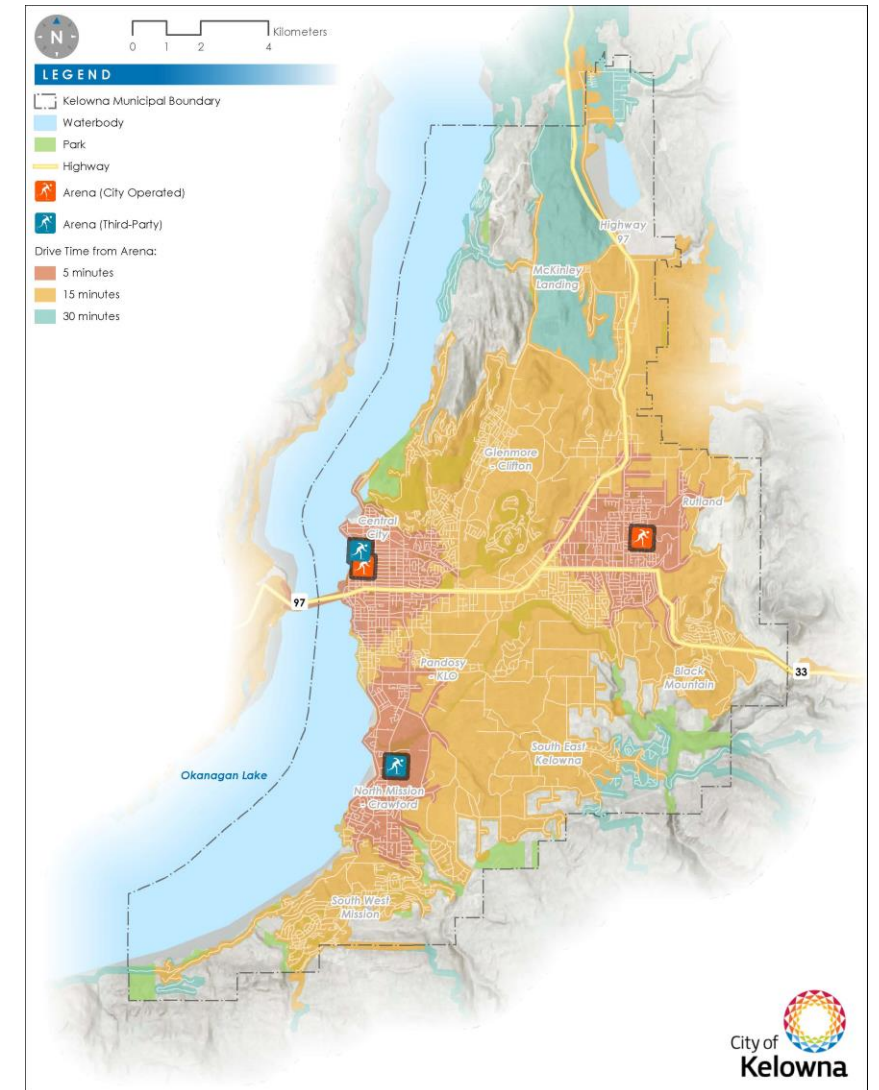 N
Kilometers
0 1 2 4
LEGEND
Kelowna Municipal Boundary
Waterbody
Park
Highway
Arena (City Operated)
Arena (Third-Party)
Drive Time from Arena:
5 minutes
15 minutes
30 minutes
Highway
97
McKinley
Landing
Glenmore
- Clifton
Rutland
Central
City
97
Pandosy
- KLO
Black
Mountain
33
South East
Kelowna
Okanagan Lake
North Mission
- Crawford
South West
Mission
City of
Kelowna